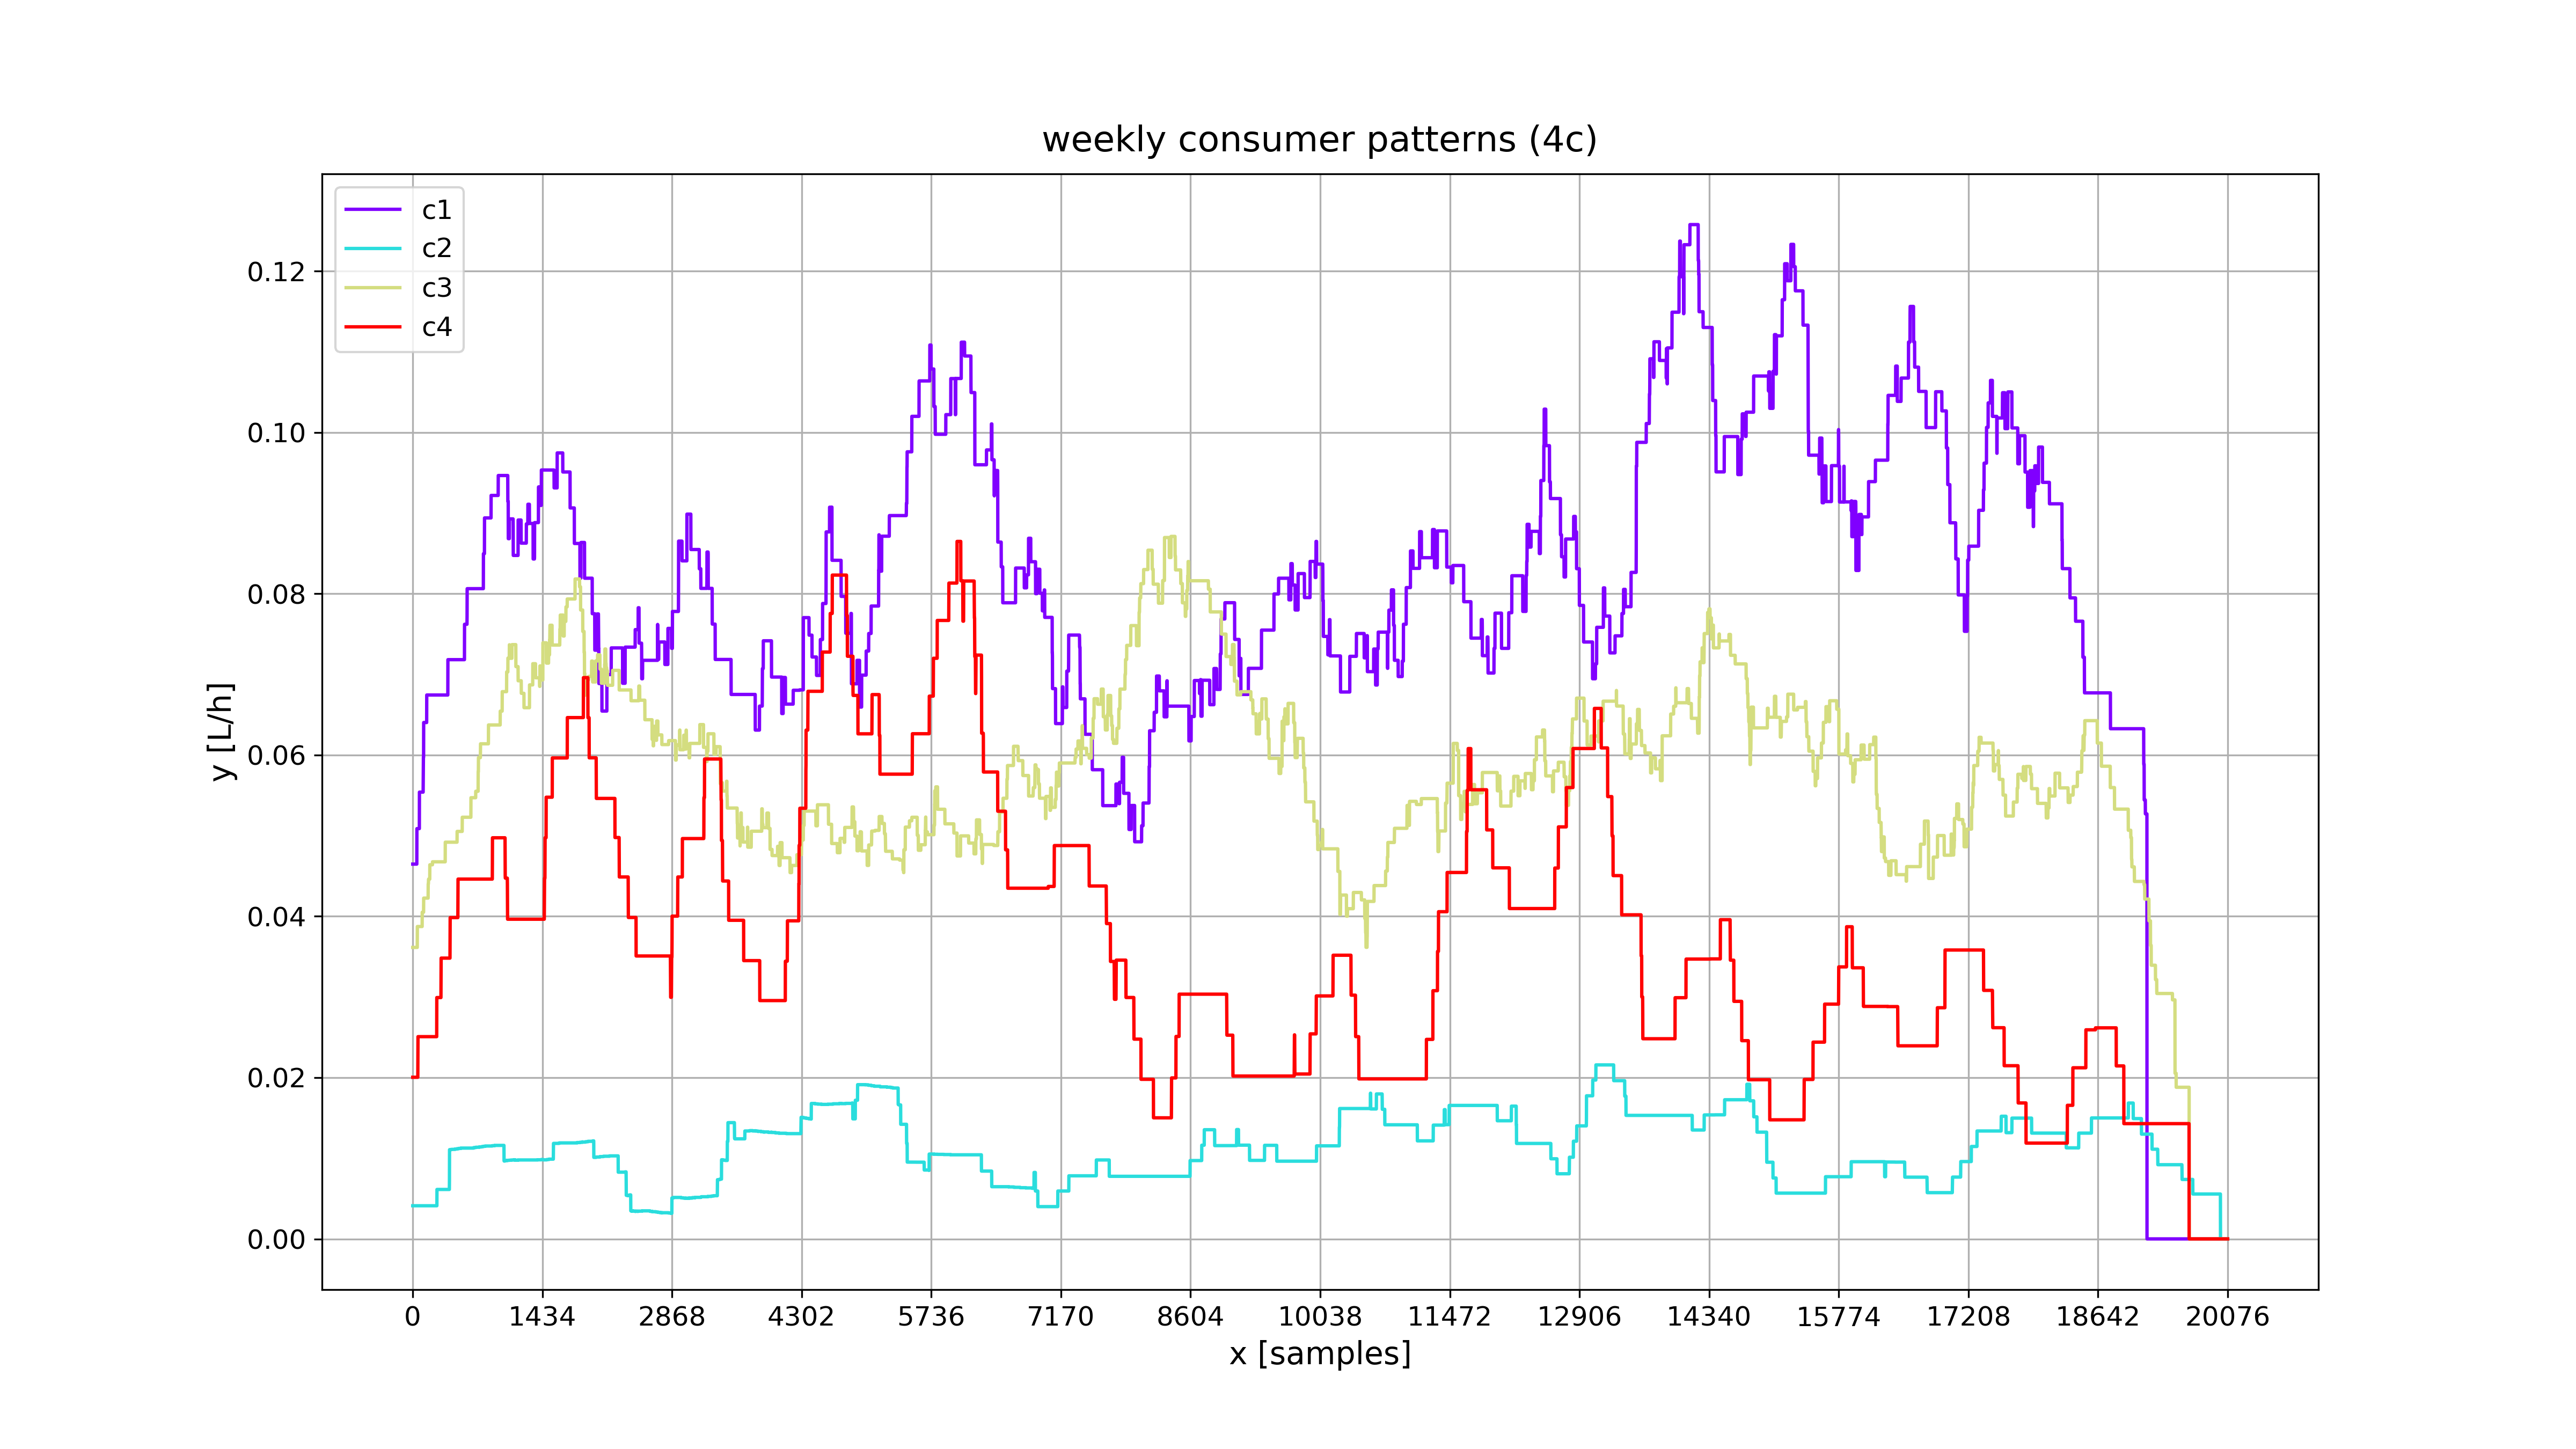 weekly consumer patterns (4c)
c1
c2
c3
c4
y [L/h]
0.12
0.10
0.08
0.06
0.04
0.02
0.00
0 1434 2868 4302 5736 7170 8604 10038 11472 12906 14340 15774 17208 18642 20076
x [samples]